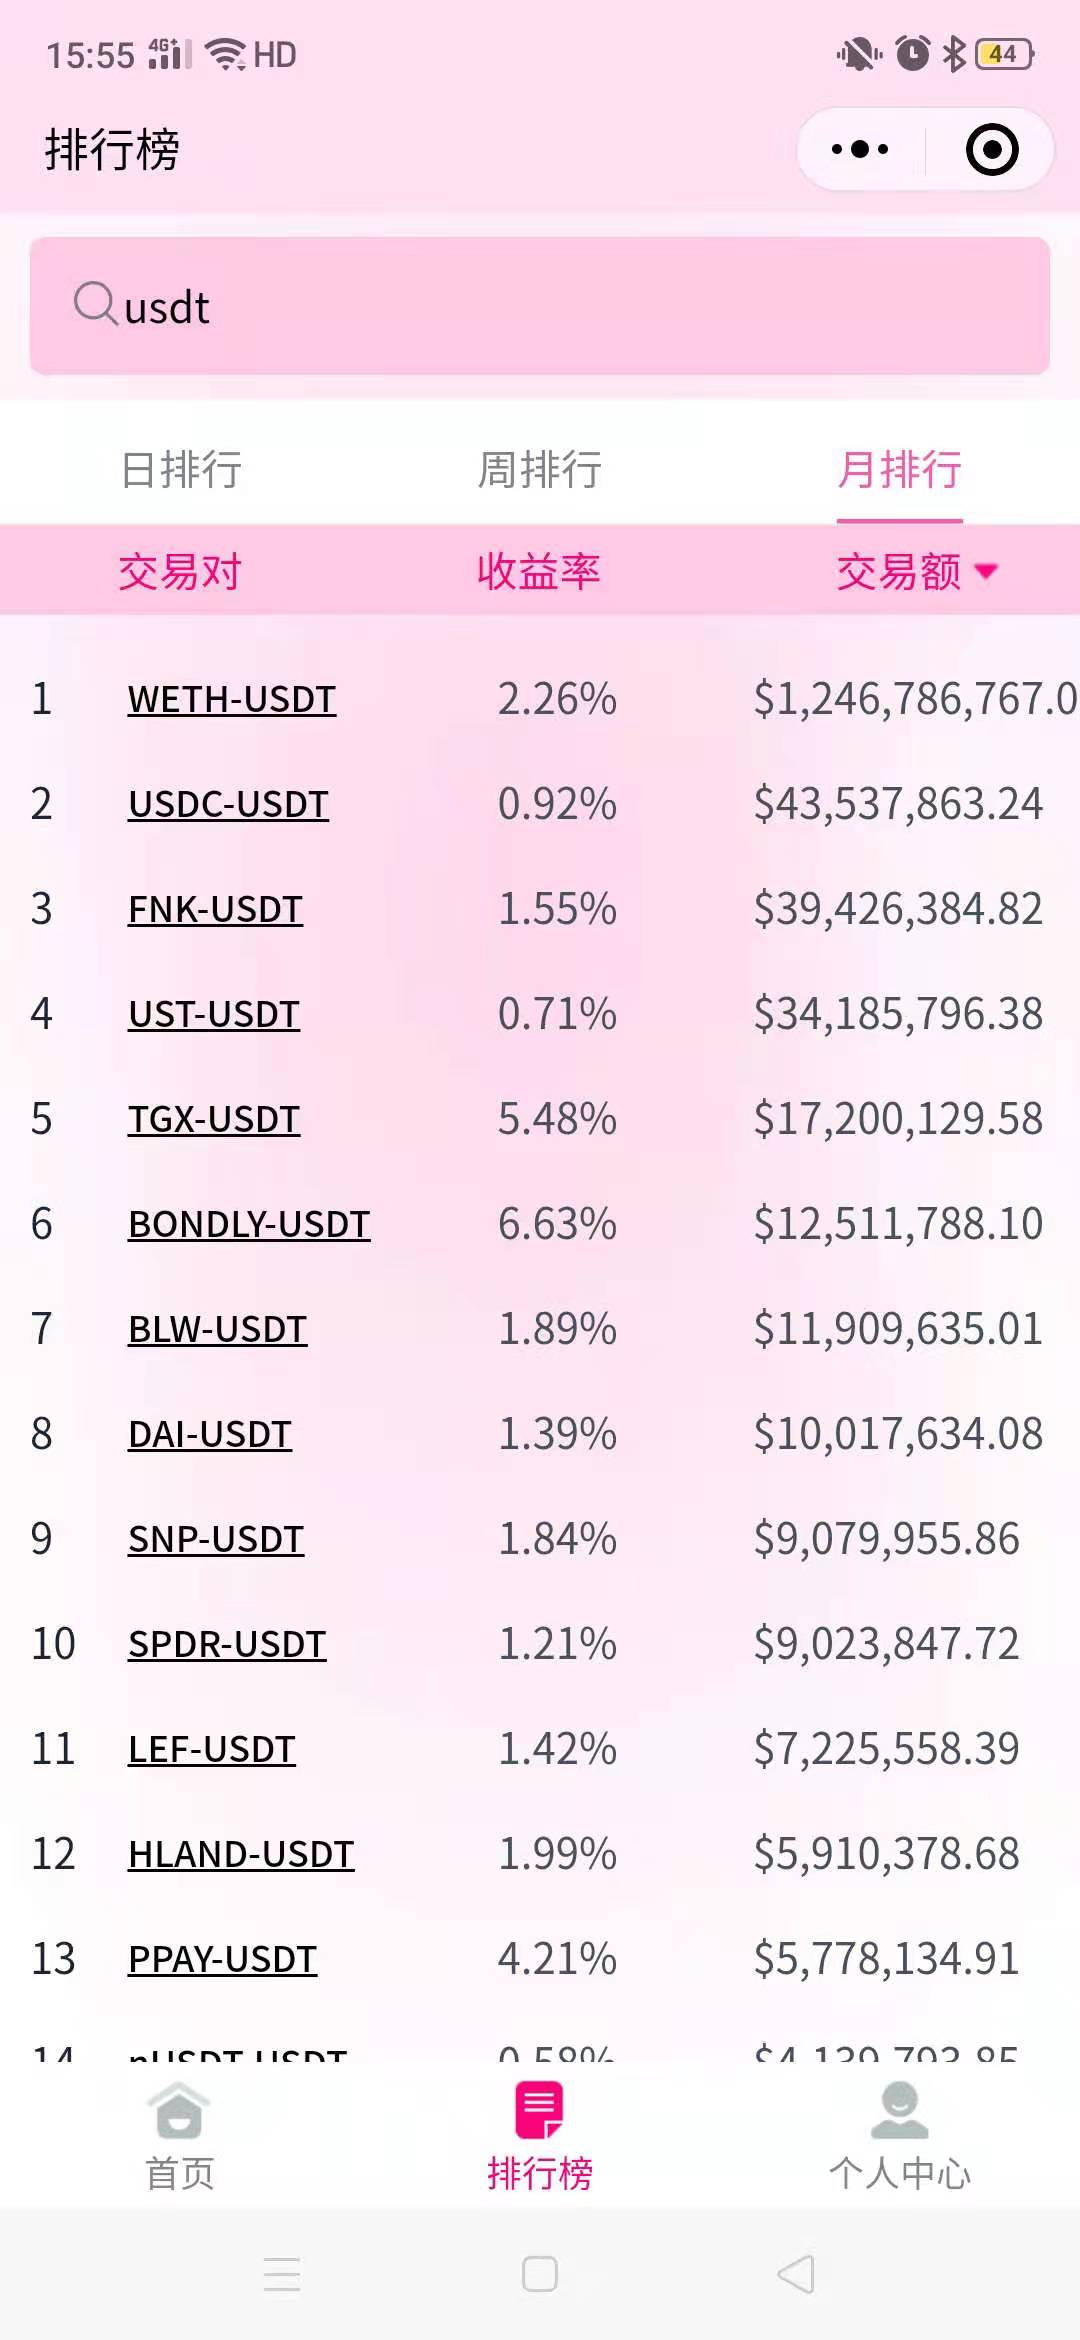 15:55 4G+ HD 44
排行榜
usdt
日排行 周排行 月排行
交易对 收益率 交易额
1 WETH-USDT 2.26% $1,246,786,767.0
2 USDC-USDT 0.92% $43,537,863.24
3 FNK-USDT 1.55% $39,426,384.82
4 UST-USDT 0.71% $34,185,796.38
5 TGX-USDT 5.48% $17,200,129.58
6 BONDLY-USDT 6.63% $12,511,788.10
7 BLW-USDT 1.89% $11,909,635.01
8 DAI-USDT 1.39% $10,017,634.08
9 SNP-USDT 1.84% $9,079,955.86
10 SPDR-USDT 1.21% $9,023,847.72
11 LEF-USDT 1.42% $7,225,558.39
12 HLAND-USDT 1.99% $5,910,378.68
13 PPAY-USDT 4.21% $5,778,134.91
14 nUSDT-USDT 0.58% $4,139,793.85
首页 排行榜 个人中心